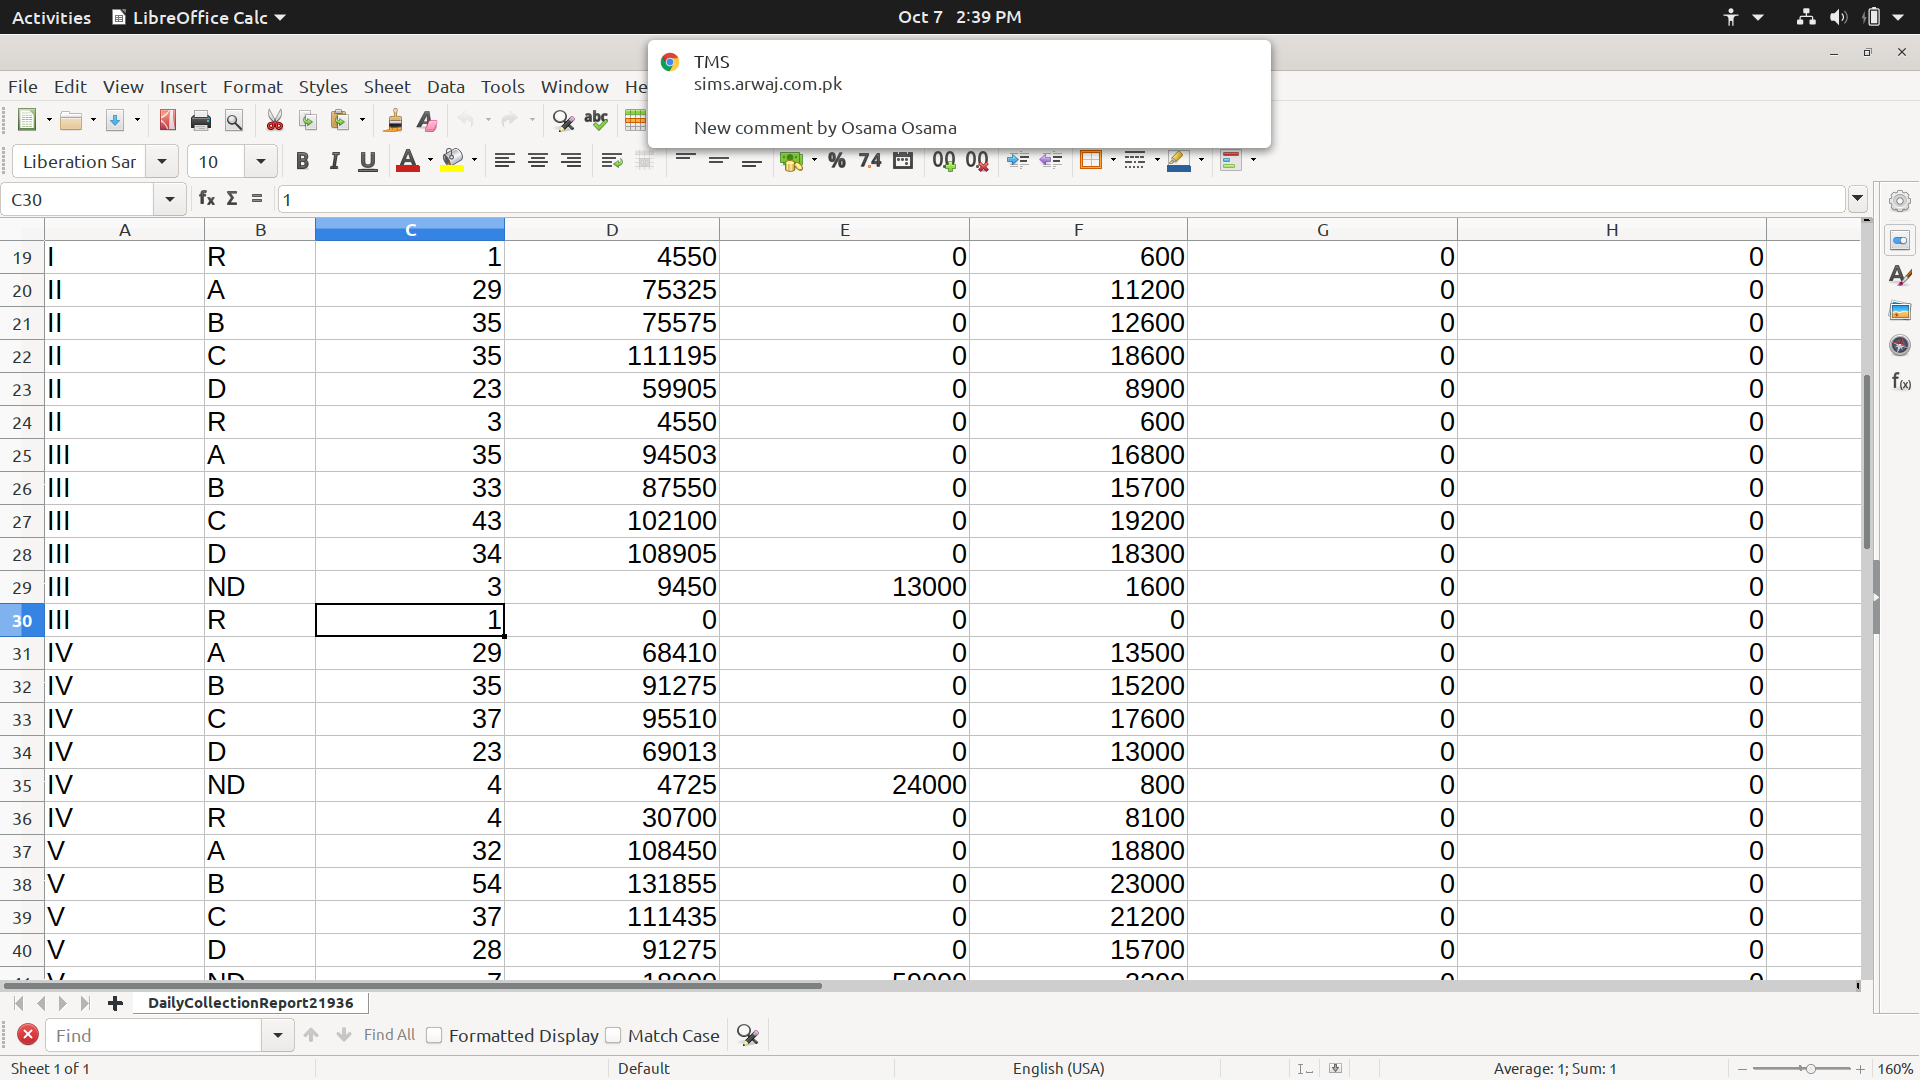 Activities LibreOffice Calc Oct 7 2:39 PM
TMS
sims.arwaj.com.pk
New comment by Osama Osama
File Edit View Insert Format Styles Sheet Data Tools Window He
Liberation Sar 10
C30 1
A B C D E F G H
19 I R 1 4550 0 600 0 0
20 II A 29 75325 0 11200 0 0
21 II B 35 75575 0 12600 0 0
22 II C 35 111195 0 18600 0 0
23 II D 23 59905 0 8900 0 0
24 II R 3 4550 0 600 0 0
25 III A 35 94503 0 16800 0 0
26 III B 33 87550 0 15700 0 0
27 III C 43 102100 0 19200 0 0
28 III D 34 108905 0 18300 0 0
29 III ND 3 9450 13000 1600 0 0
30 III R 1 0 0 0 0 0
31 IV A 29 68410 0 13500 0 0
32 IV B 35 91275 0 15200 0 0
33 IV C 37 95510 0 17600 0 0
34 IV D 23 69013 0 13000 0 0
35 IV ND 4 4725 24000 800 0 0
36 IV R 4 30700 0 8100 0 0
37 V A 32 108450 0 18800 0 0
38 V B 54 131855 0 23000 0 0
39 V C 37 111435 0 21200 0 0
40 V D 28 91275 0 15700 0 0
DailyCollectionReport21936
Find Find All Formatted Display Match Case
Sheet 1 of 1 Default English (USA) Average: 1; Sum: 1 160%